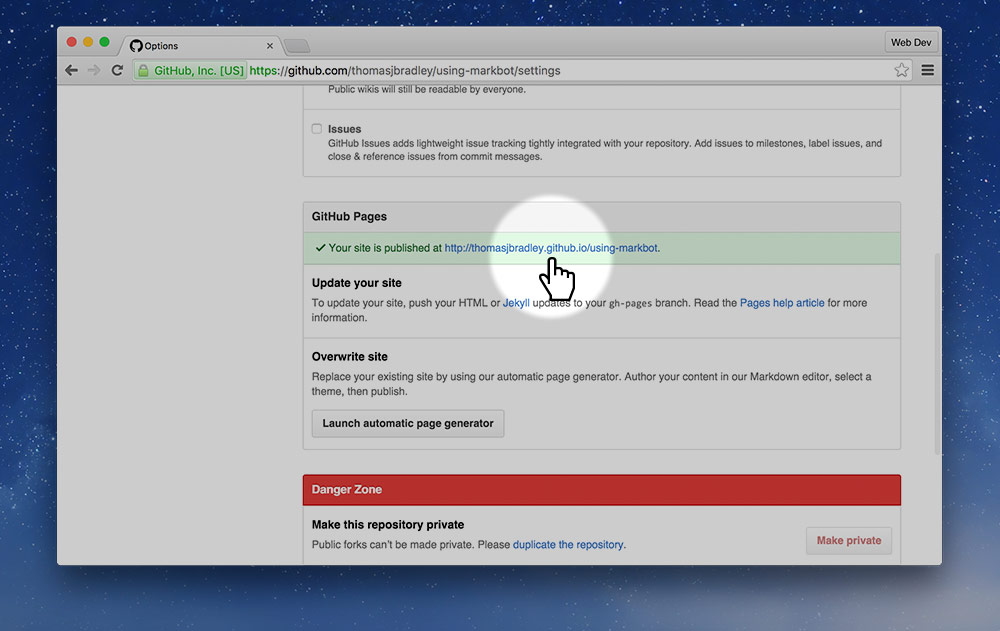 Options
Web Dev
GitHub, Inc. [US] https://github.com/thomasjbradley/using-markbot/settings
Public wikis will still be readable by everyone.
Issues
GitHub Issues adds lightweight issue tracking tightly integrated with your repository. Add issues to milestones, label issues, and
close & reference issues from commit messages.
GitHub Pages
Your site is published at http://thomasjbradley.github.io/using-markbot.
Update your site
To update your site, push your HTML or Jekyll updates to your gh-pages branch. Read the Pages help article for more
information.
Overwrite site
Replace your existing site by using our automatic page generator. Author your content in our Markdown editor, select a
theme, then publish.
Launch automatic page generator
Danger Zone
Make this repository private
Public forks can't be made private. Please duplicate the repository.
Make private